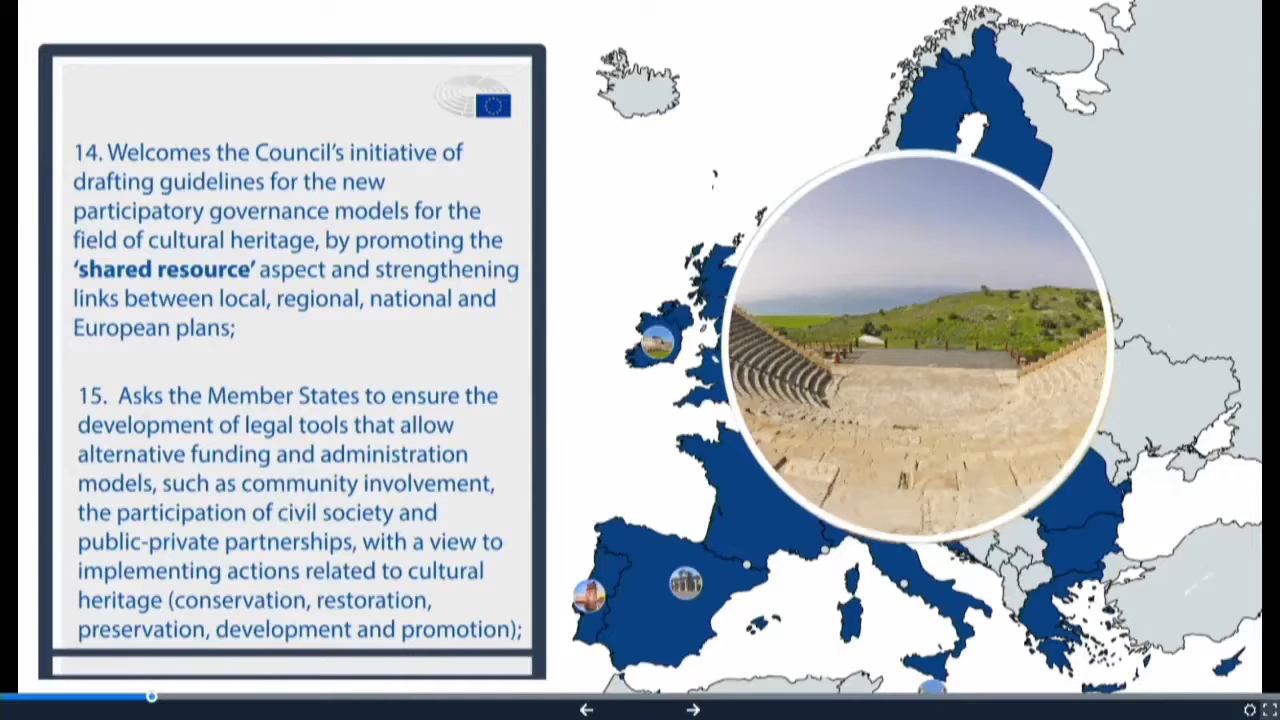 14. Welcomes the Council’s initiative of
drafting guidelines for the new
participatory governance models for the
field of cultural heritage, by promoting the
‘shared resource’ aspect and strengthening
links between local, regional, national and
European plans;
15. Asks the Member States to ensure the
development of legal tools that allow
alternative funding and administration
models, such as community involvement,
the participation of civil society and
public-private partnerships, with a view to
implementing actions related to cultural
heritage (conservation, restoration,
preservation, development and promotion);